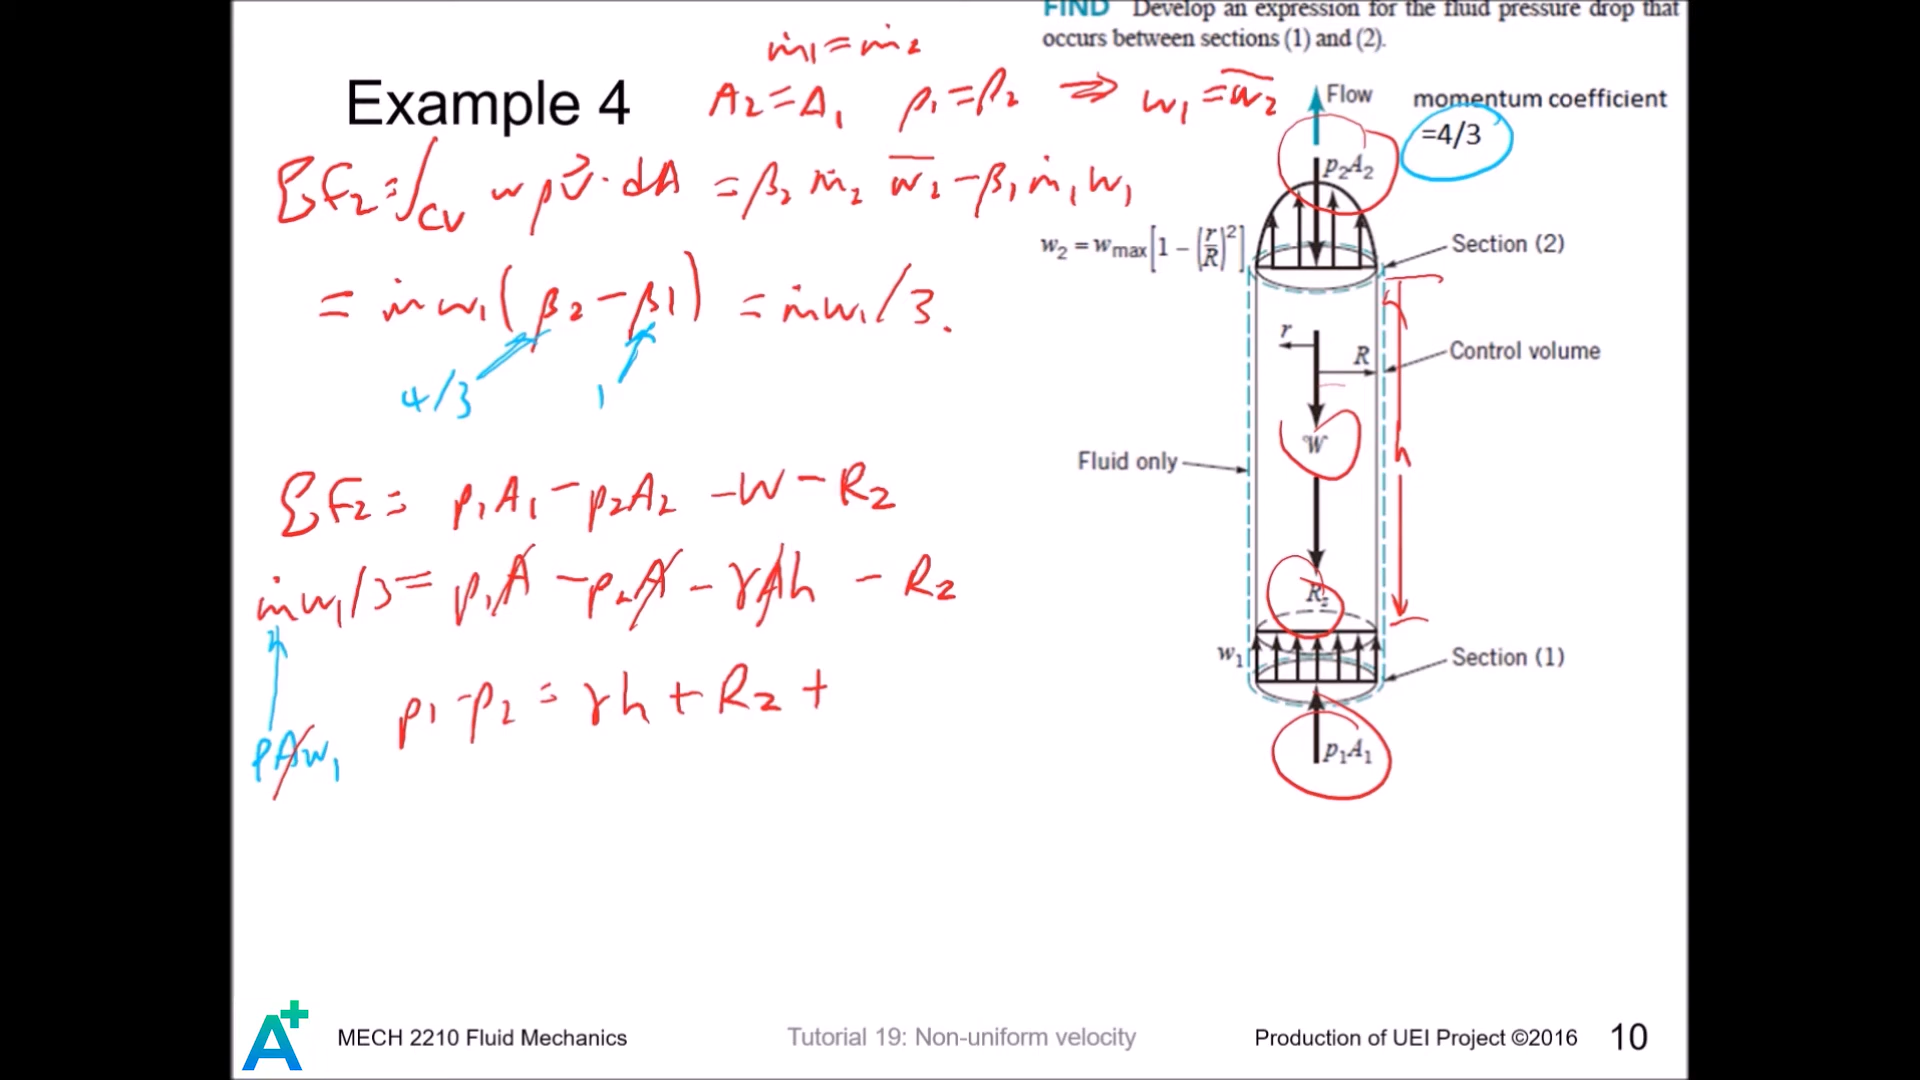 FIND Develop an expression for the fluid pressure drop that
occurs between sections (1) and (2).
ṁ1 = ṁ2
Example 4
A2 = A1 ρ1 = ρ2 ⇒ w1 = w̅2
Flow
momentum coefficient
=4/3
ΣFz = ∫CV w ρ v⃗ · dA = β2 ṁ2 w̅2 - β1 ṁ1 w1
p2A2
w2 = wmax[1 - (r/R)²]
Section (2)
= ṁ w1 (β2 - β1) = ṁ w1/3.
4/3 1
r
R
Control volume
h
𝒲
Fluid only
ΣFz = p1A1 - p2A2 - W - Rz
ṁ w1/3 = p1A - p2A - γAh - Rz
Rz
w1
Section (1)
p1 - p2 = γh + Rz +
ρAw1
p1A1
A+
MECH 2210 Fluid Mechanics
Tutorial 19: Non-uniform velocity
Production of UEI Project ©2016
10